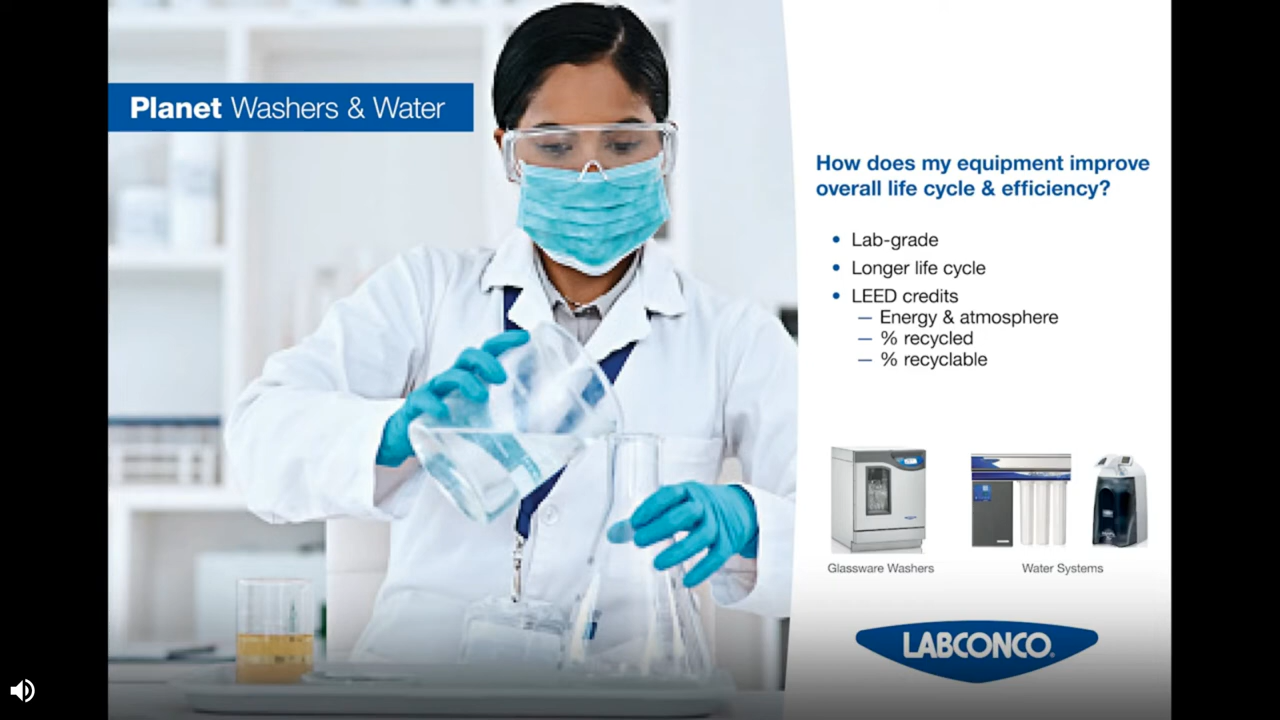 Planet Washers & Water
How does my equipment improve
overall life cycle & efficiency?
• Lab-grade
• Longer life cycle
• LEED credits
— Energy & atmosphere
— % recycled
— % recyclable
Glassware Washers
Water Systems
LABCONCO®